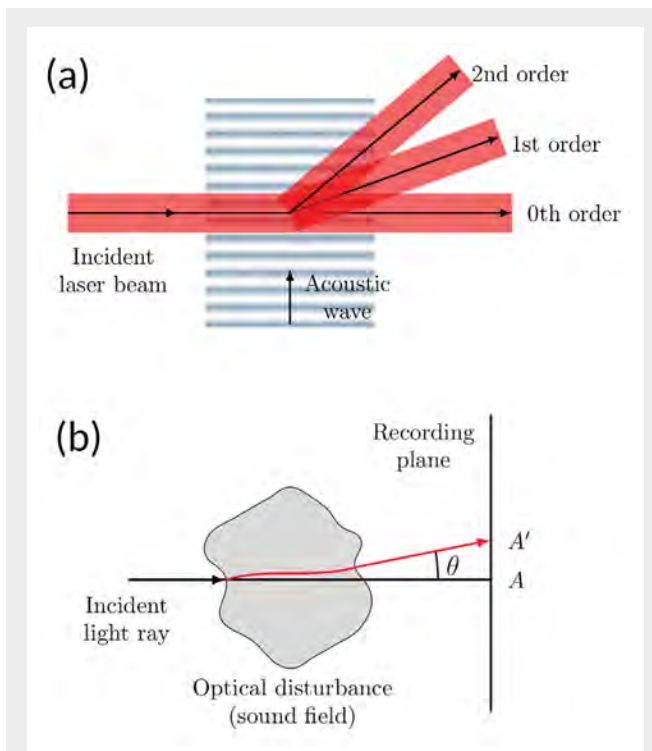 (a)
2nd order
1st order
0th order
Incident
laser beam
Acoustic
wave
(b)
Recording
plane
A′
θ
A
Incident
light ray
Optical disturbance
(sound field)